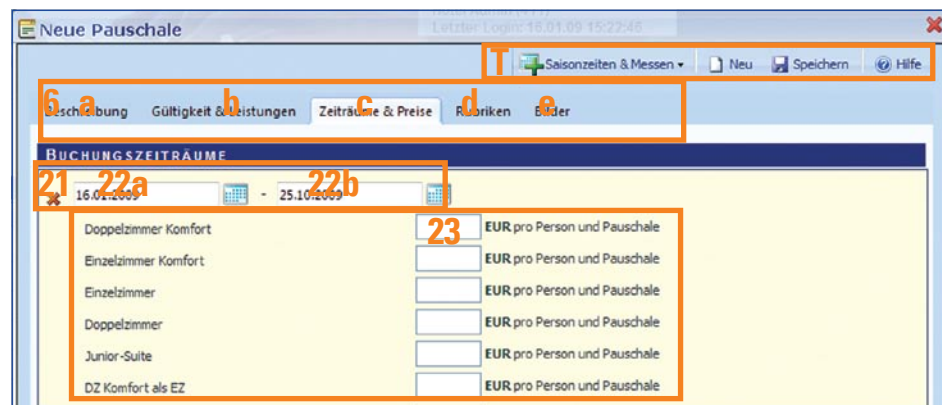 Neue Pauschale
Letzter Login: 16.01.09 15:22:46
T Saisonzeiten & Messen Neu Speichern Hilfe
6 a b c d e
Beschreibung Gültigkeit & Leistungen Zeiträume & Preise Rubriken Bilder
BUCHUNGSZEITRÄUME
21 22a 22b
16.01.2009 - 25.10.2009
23
Doppelzimmer Komfort EUR pro Person und Pauschale
Einzelzimmer Komfort EUR pro Person und Pauschale
Einzelzimmer EUR pro Person und Pauschale
Doppelzimmer EUR pro Person und Pauschale
Junior-Suite EUR pro Person und Pauschale
DZ Komfort als EZ EUR pro Person und Pauschale